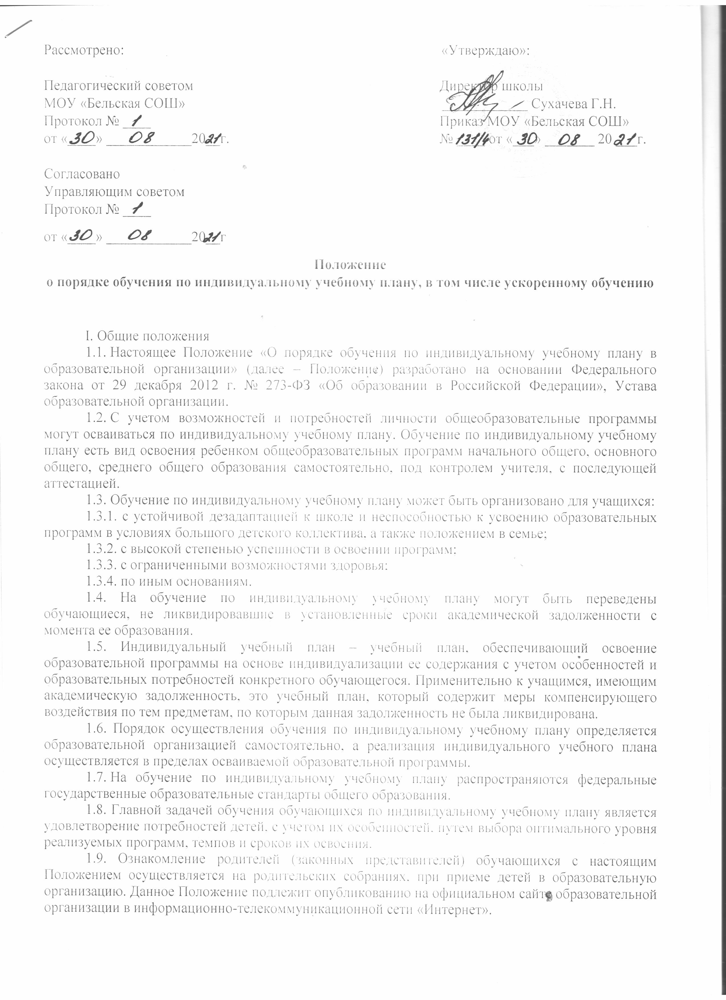 Рассмотрено:
«Утверждаю»:
Педагогический советом
МОУ «Бельская СОШ»
Протокол № 1
от «30» 08 2021г.
Директор школы
Сухачева Г.Н.
Приказ МОУ «Бельская СОШ»
№ 131/4 от «30» 08 2021г.
Согласовано
Управляющим советом
Протокол № 1
от «30» 08 2021г
Положение
о порядке обучения по индивидуальному учебному плану, в том числе ускоренному обучению
I. Общие положения
1.1. Настоящее Положение «О порядке обучения по индивидуальному учебному плану в
образовательной организации» (далее – Положение) разработано на основании Федерального
закона от 29 декабря 2012 г. № 273-ФЗ «Об образовании в Российской Федерации», Устава
образовательной организации.
1.2. С учетом возможностей и потребностей личности общеобразовательные программы
могут осваиваться по индивидуальному учебному плану. Обучение по индивидуальному учебному
плану есть вид освоения ребенком общеобразовательных программ начального общего, основного
общего, среднего общего образования самостоятельно, под контролем учителя, с последующей
аттестацией.
1.3. Обучение по индивидуальному учебному плану может быть организовано для учащихся:
1.3.1. с устойчивой дезадаптацией к школе и неспособностью к усвоению образовательных
программ в условиях большого детского коллектива, а также положением в семье;
1.3.2. с высокой степенью успешности в освоении программ;
1.3.3. с ограниченными возможностями здоровья;
1.3.4. по иным основаниям.
1.4. На обучение по индивидуальному учебному плану могут быть переведены
обучающиеся, не ликвидировавшие в установленные сроки академической задолженности с
момента ее образования.
1.5. Индивидуальный учебный план – учебный план, обеспечивающий освоение
образовательной программы на основе индивидуализации ее содержания с учетом особенностей и
образовательных потребностей конкретного обучающегося. Применительно к учащимся, имеющим
академическую задолженность, это учебный план, который содержит меры компенсирующего
воздействия по тем предметам, по которым данная задолженность не была ликвидирована.
1.6. Порядок осуществления обучения по индивидуальному учебному плану определяется
образовательной организацией самостоятельно, а реализация индивидуального учебного плана
осуществляется в пределах осваиваемой образовательной программы.
1.7. На обучение по индивидуальному учебному плану распространяются федеральные
государственные образовательные стандарты общего образования.
1.8. Главной задачей обучения обучающихся по индивидуальному учебному плану является
удовлетворение потребностей детей, с учетом их особенностей, путем выбора оптимального уровня
реализуемых программ, темпов и сроков их освоения.
1.9. Ознакомление родителей (законных представителей) обучающихся с настоящим
Положением осуществляется на родительских собраниях, при приеме детей в образовательную
организацию. Данное Положение подлежит опубликованию на официальном сайте образовательной
организации в информационно-телекоммуникационной сети «Интернет».